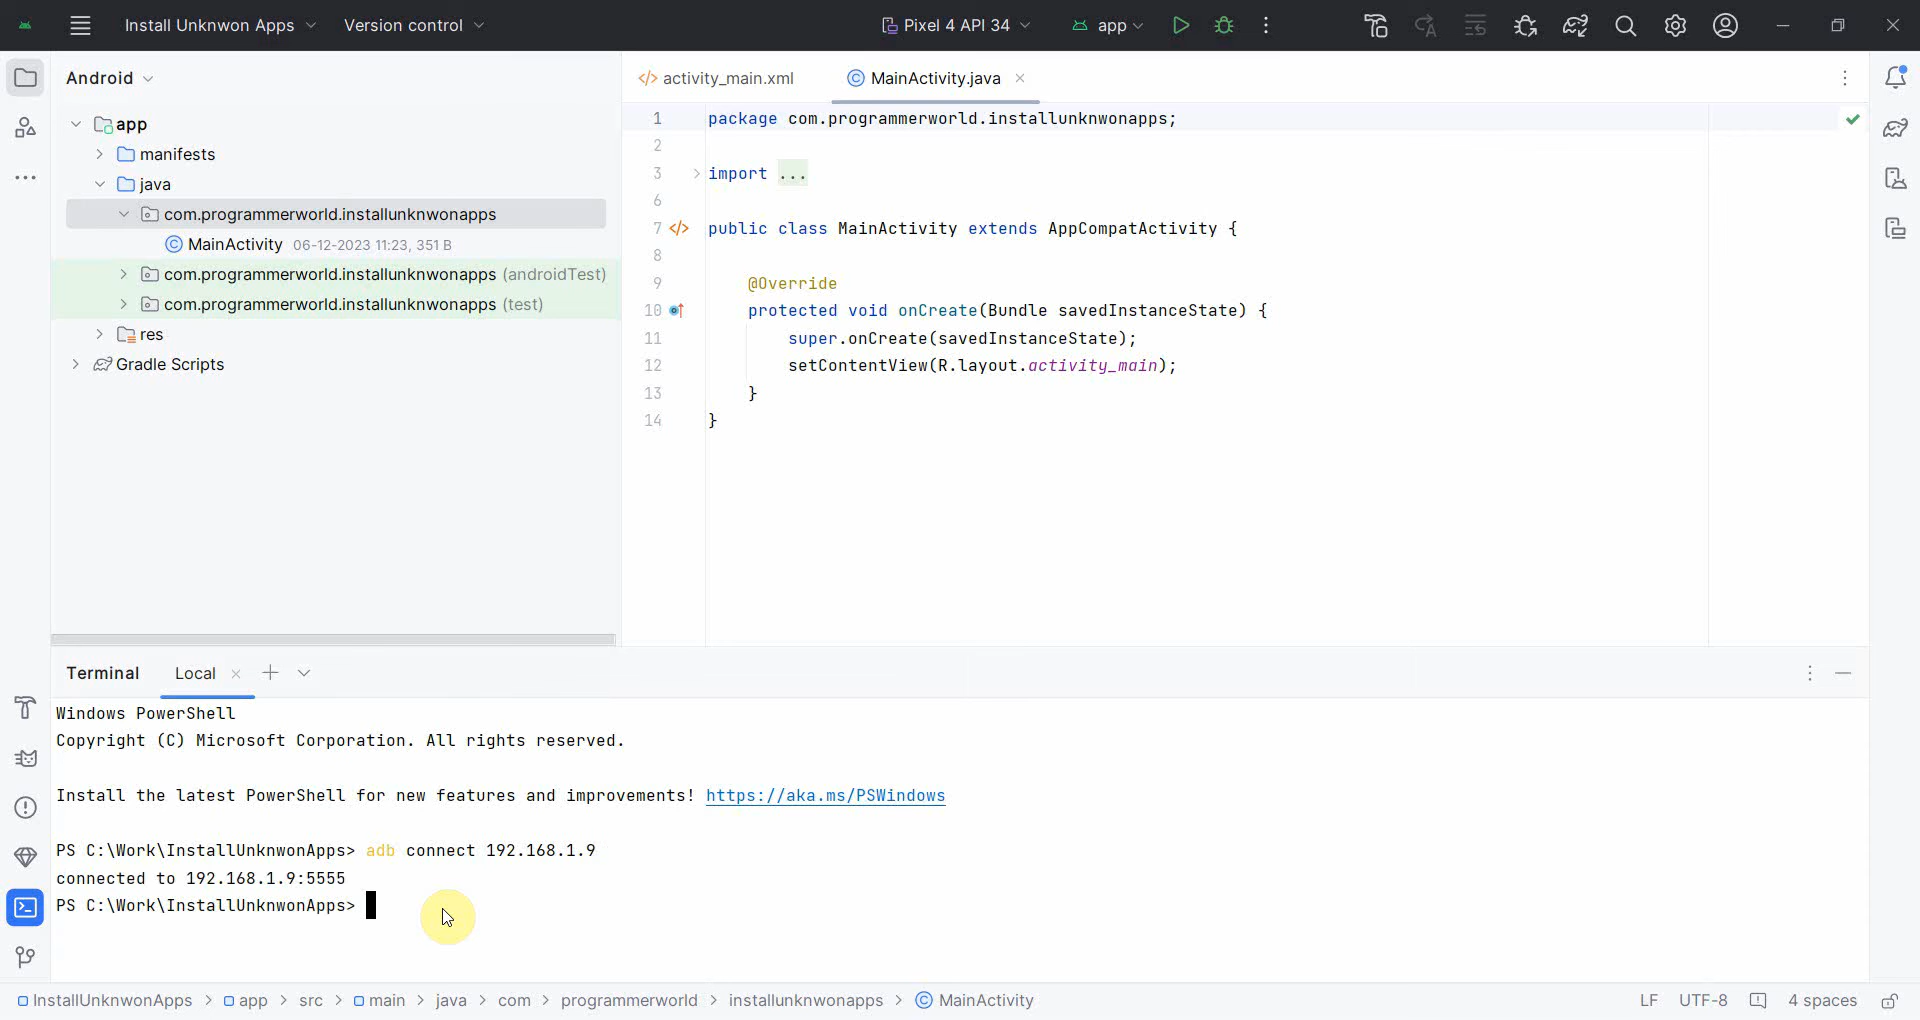 Install Unknwon Apps Version control Pixel 4 API 34 app
Android
activity_main.xml MainActivity.java
app
manifests
java
com.programmerworld.installunknwonapps
MainActivity 06-12-2023 11:23, 351 B
com.programmerworld.installunknwonapps (androidTest)
com.programmerworld.installunknwonapps (test)
res
Gradle Scripts
1 package com.programmerworld.installunknwonapps;
2
3 import ...
6
7 public class MainActivity extends AppCompatActivity {
8
9 @Override
10 protected void onCreate(Bundle savedInstanceState) {
11 super.onCreate(savedInstanceState);
12 setContentView(R.layout.activity_main);
13 }
14 }
Terminal Local
Windows PowerShell
Copyright (C) Microsoft Corporation. All rights reserved.
Install the latest PowerShell for new features and improvements! https://aka.ms/PSWindows
PS C:\Work\InstallUnknwonApps> adb connect 192.168.1.9
connected to 192.168.1.9:5555
PS C:\Work\InstallUnknwonApps>
InstallUnknwonApps > app > src > main > java > com > programmerworld > installunknwonapps > MainActivity LF UTF-8 4 spaces